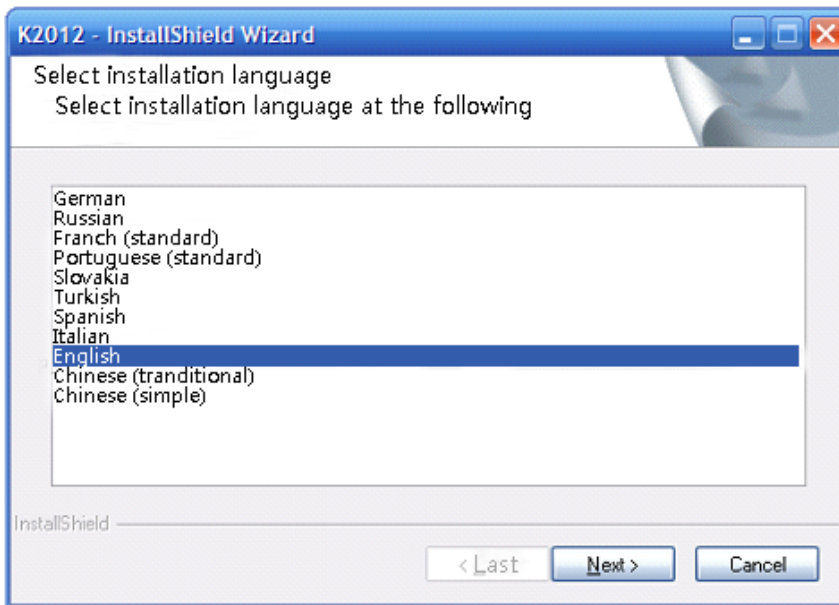 K2012 - InstallShield Wizard
Select installation language
Select installation language at the following
German
Russian
Franch (standard)
Portuguese (standard)
Slovakia
Turkish
Spanish
Italian
English
Chinese (tranditional)
Chinese (simple)
InstallShield
< Last
Next >
Cancel